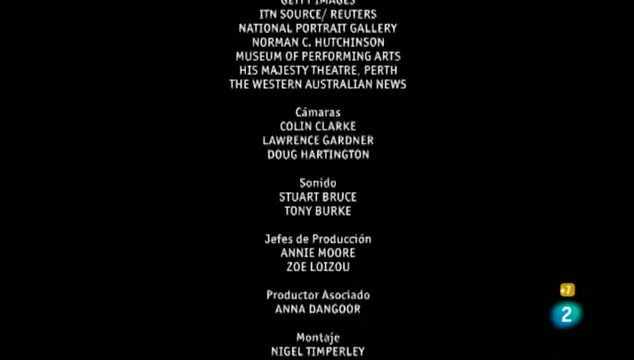 GETTY IMAGES
ITN SOURCE/ REUTERS
NATIONAL PORTRAIT GALLERY
NORMAN C. HUTCHINSON
MUSEUM OF PERFORMING ARTS
HIS MAJESTY THEATRE, PERTH
THE WESTERN AUSTRALIAN NEWS
Cámaras
COLIN CLARKE
LAWRENCE GARDNER
DOUG HARTINGTON
Sonido
STUART BRUCE
TONY BURKE
Jefes de Producción
ANNIE MOORE
ZOE LOIZOU
Productor Asociado
ANNA DANGOOR
+7
2
Montaje
NIGEL TIMPERLEY